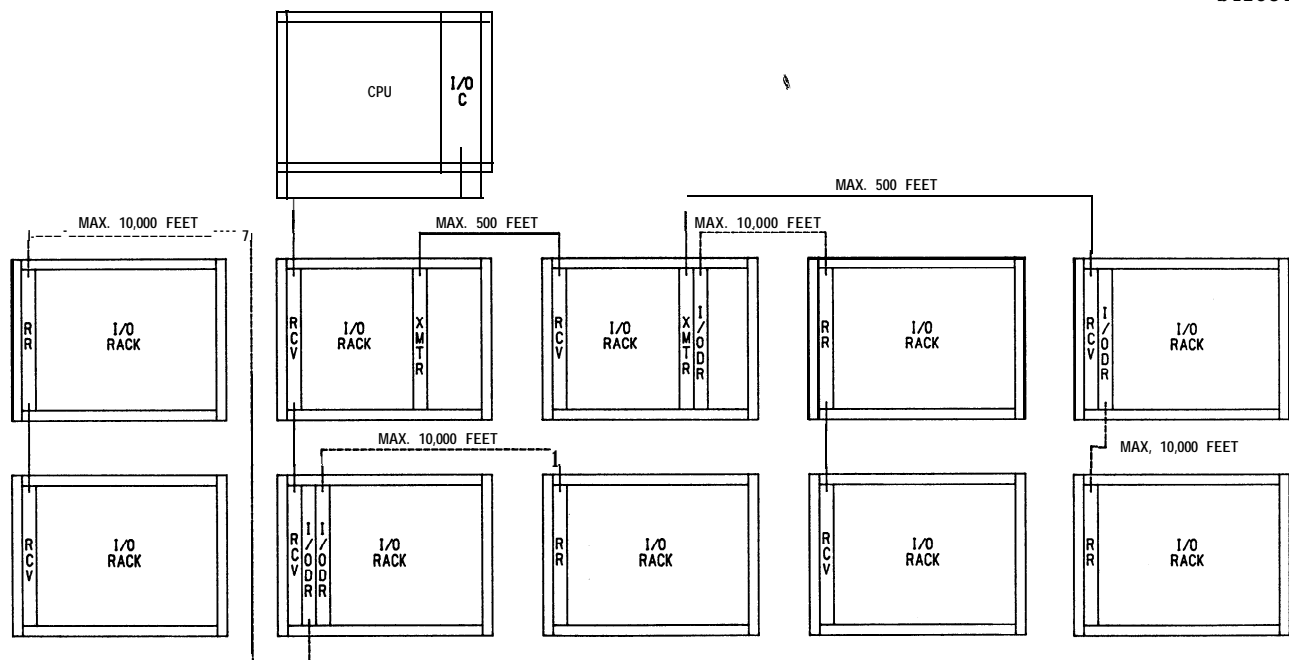 CPU
I/O
C
MAX. 500 FEET
MAX. 10,000 FEET
MAX. 500 FEET
MAX. 10,000 FEET
RR
I/O
RACK
RCV
I/O
RACK
XMTR
RCV
I/O
RACK
XMTR
I/ODR
RR
I/O
RACK
RCV
I/ODR
I/O
RACK
MAX. 10,000 FEET
MAX, 10,000 FEET
RCV
I/O
RACK
RCV
I/ODR
I/ODR
I/O
RACK
RR
I/O
RACK
RCV
I/O
RACK
RR
I/O
RACK